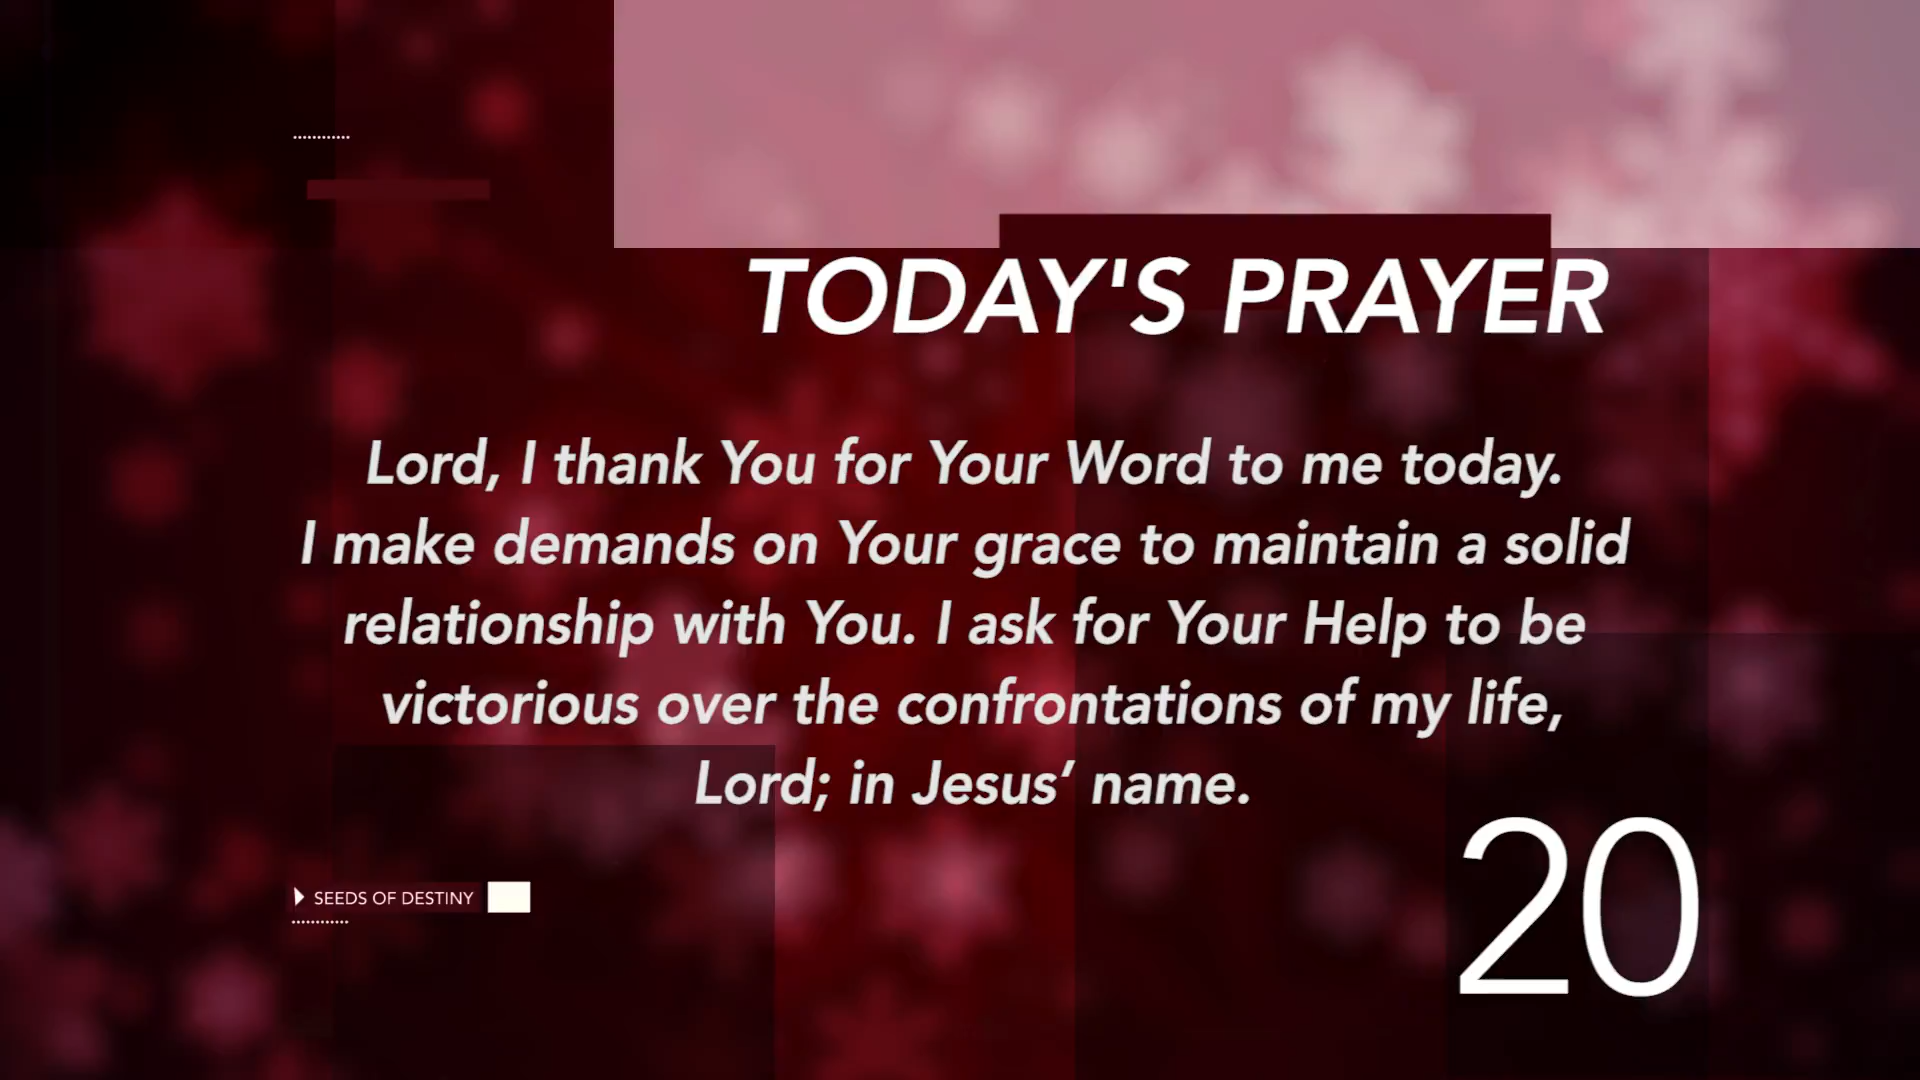 TODAY'S PRAYER
Lord, I thank You for Your Word to me today.
I make demands on Your grace to maintain a solid
relationship with You. I ask for Your Help to be
victorious over the confrontations of my life,
Lord; in Jesus’ name.
SEEDS OF DESTINY
20